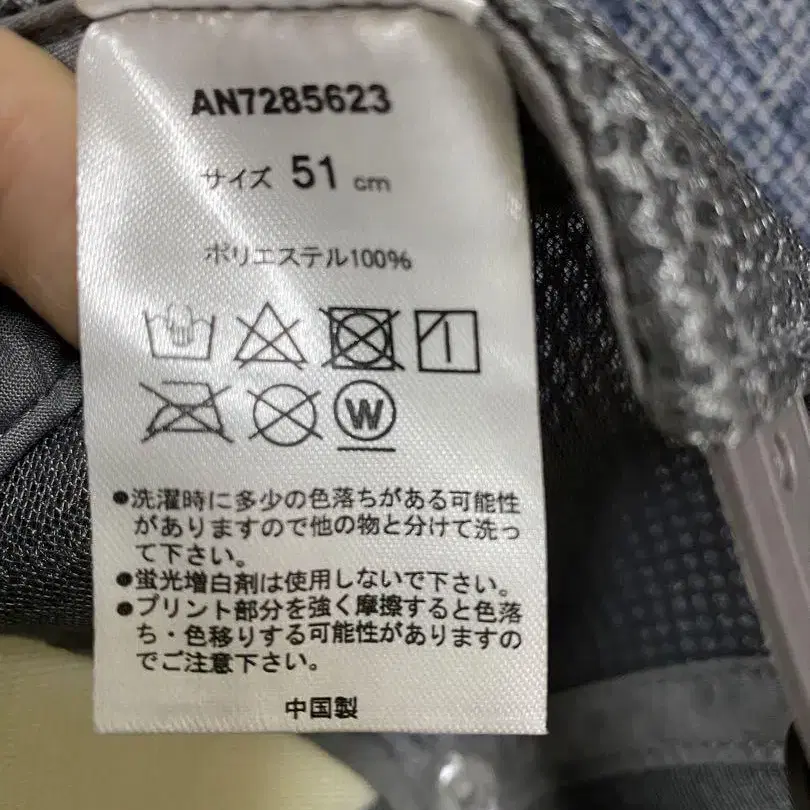 AN7285623
サイズ 51 cm
ポリエステル100%
W
●洗濯時に多少の色落ちがある可能性
がありますので他の物と分けて洗っ
て下さい。
●蛍光増白剤は使用しないで下さい。
●プリント部分を強く摩擦すると色落
ち・色移りする可能性がありますの
でご注意下さい。
中国製